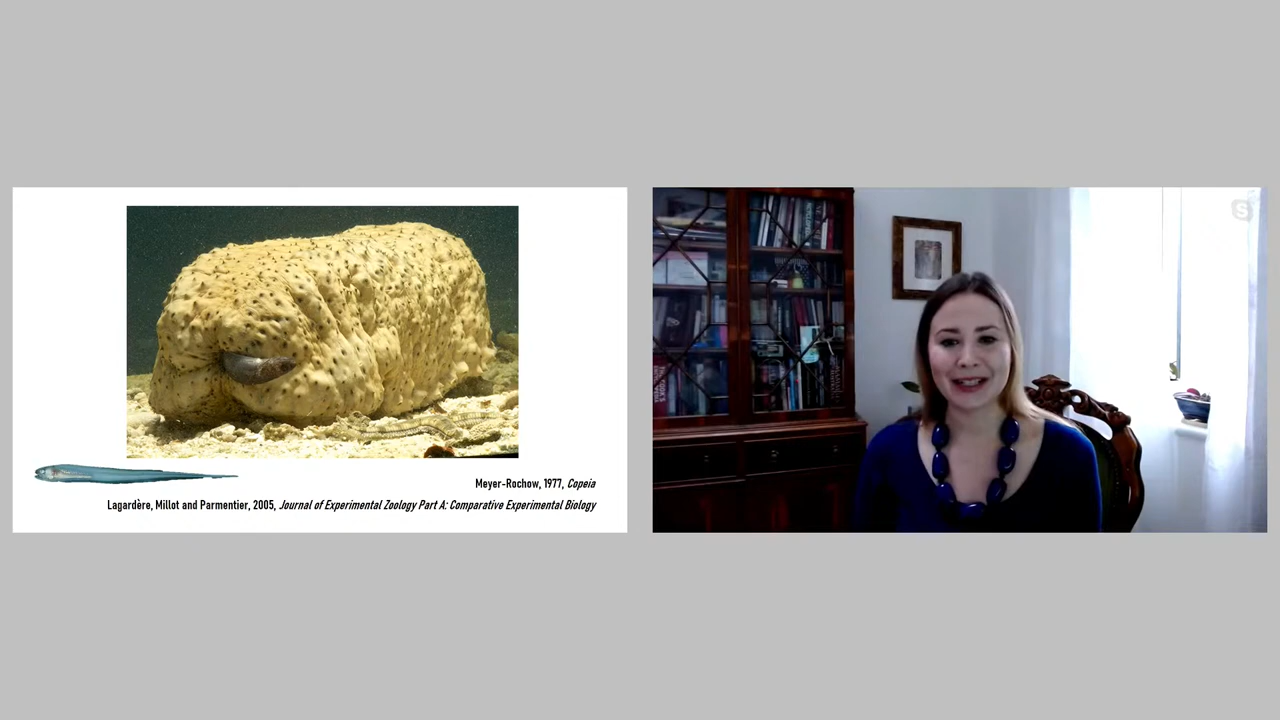 Meyer-Rochow, 1977, Copeia
Lagardère, Millot and Parmentier, 2005, Journal of Experimental Zoology Part A: Comparative Experimental Biology